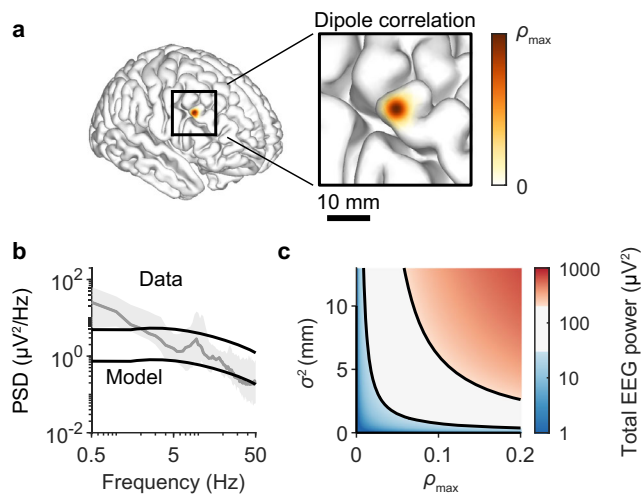 a
Dipole correlation
ρmax
0
10 mm
b
PSD (µV²/Hz)
10²
10⁰
10⁻²
Data
Model
0.5
5
50
Frequency (Hz)
c
σ² (mm)
10
5
0
0
0.1
0.2
ρmax
1000
200
100
10
1
Total EEG power (µV²)